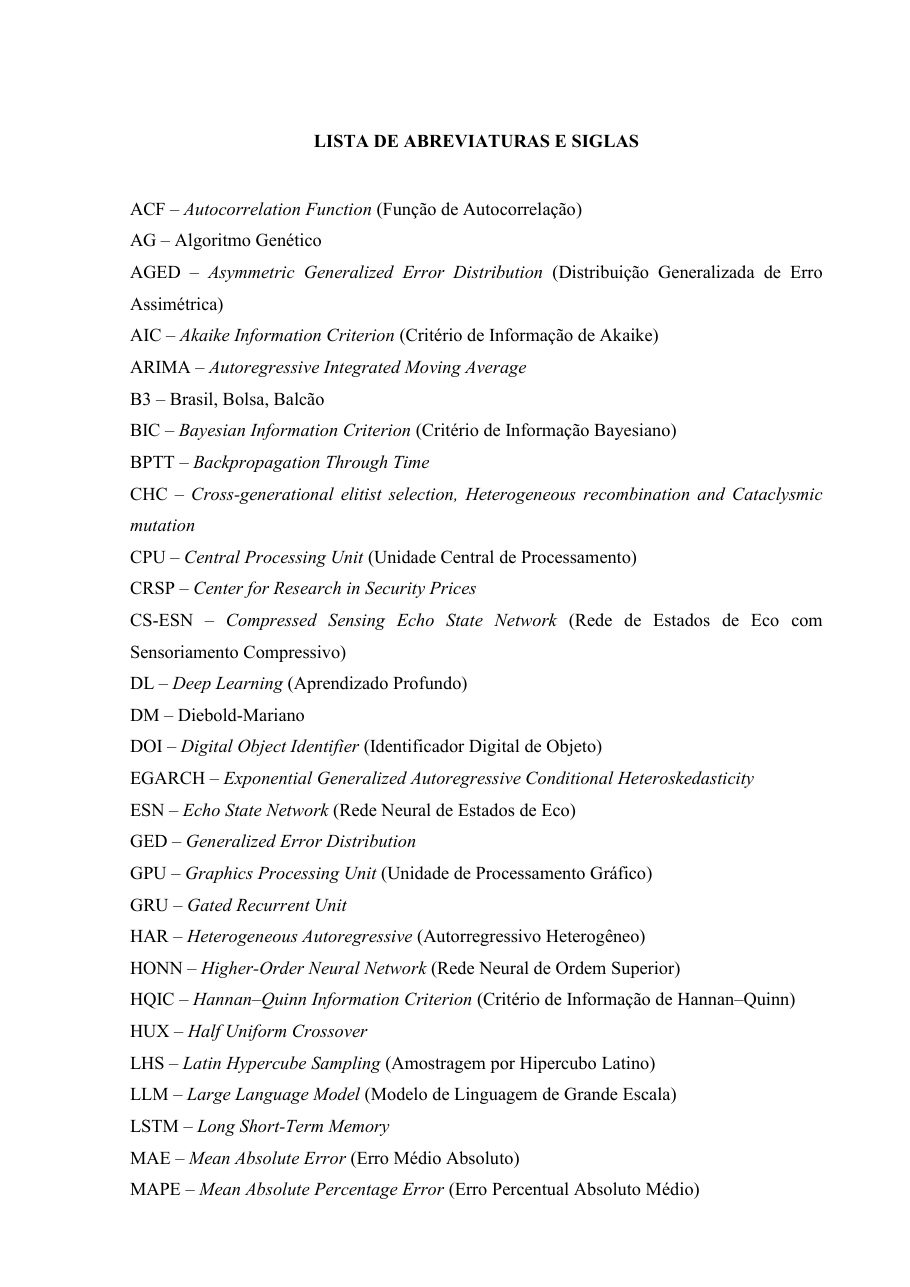 LISTA DE ABREVIATURAS E SIGLAS
ACF – Autocorrelation Function (Função de Autocorrelação)
AG – Algoritmo Genético
AGED – Asymmetric Generalized Error Distribution (Distribuição Generalizada de Erro
Assimétrica)
AIC – Akaike Information Criterion (Critério de Informação de Akaike)
ARIMA – Autoregressive Integrated Moving Average
B3 – Brasil, Bolsa, Balcão
BIC – Bayesian Information Criterion (Critério de Informação Bayesiano)
BPTT – Backpropagation Through Time
CHC – Cross-generational elitist selection, Heterogeneous recombination and Cataclysmic
mutation
CPU – Central Processing Unit (Unidade Central de Processamento)
CRSP – Center for Research in Security Prices
CS-ESN – Compressed Sensing Echo State Network (Rede de Estados de Eco com
Sensoriamento Compressivo)
DL – Deep Learning (Aprendizado Profundo)
DM – Diebold-Mariano
DOI – Digital Object Identifier (Identificador Digital de Objeto)
EGARCH – Exponential Generalized Autoregressive Conditional Heteroskedasticity
ESN – Echo State Network (Rede Neural de Estados de Eco)
GED – Generalized Error Distribution
GPU – Graphics Processing Unit (Unidade de Processamento Gráfico)
GRU – Gated Recurrent Unit
HAR – Heterogeneous Autoregressive (Autorregressivo Heterogêneo)
HONN – Higher-Order Neural Network (Rede Neural de Ordem Superior)
HQIC – Hannan–Quinn Information Criterion (Critério de Informação de Hannan–Quinn)
HUX – Half Uniform Crossover
LHS – Latin Hypercube Sampling (Amostragem por Hipercubo Latino)
LLM – Large Language Model (Modelo de Linguagem de Grande Escala)
LSTM – Long Short-Term Memory
MAE – Mean Absolute Error (Erro Médio Absoluto)
MAPE – Mean Absolute Percentage Error (Erro Percentual Absoluto Médio)